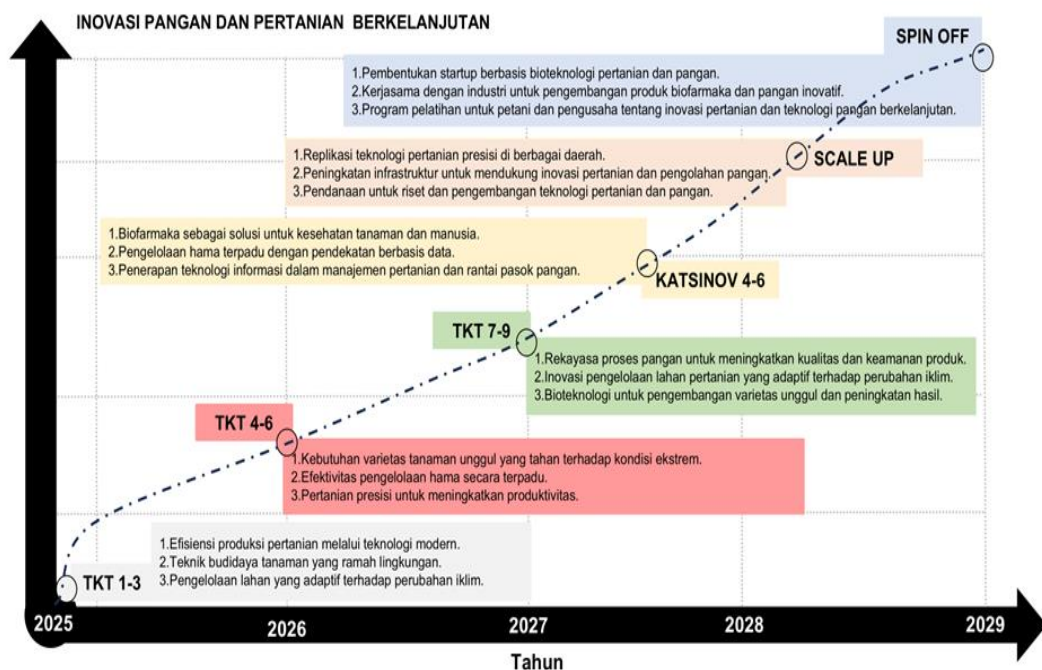 INOVASI PANGAN DAN PERTANIAN BERKELANJUTAN
SPIN OFF
1.Pembentukan startup berbasis bioteknologi pertanian dan pangan.
2.Kerjasama dengan industri untuk pengembangan produk biofarmaka dan pangan inovatif.
3.Program pelatihan untuk petani dan pengusaha tentang inovasi pertanian dan teknologi pangan berkelanjutan.
1.Replikasi teknologi pertanian presisi di berbagai daerah.
2.Peningkatan infrastruktur untuk mendukung inovasi pertanian dan pengolahan pangan.
3.Pendanaan untuk riset dan pengembangan teknologi pertanian dan pangan.
SCALE UP
1.Biofarmaka sebagai solusi untuk kesehatan tanaman dan manusia.
2.Pengelolaan hama terpadu dengan pendekatan berbasis data.
3.Penerapan teknologi informasi dalam manajemen pertanian dan rantai pasok pangan.
KATSINOV 4-6
TKT 7-9
1.Rekayasa proses pangan untuk meningkatkan kualitas dan keamanan produk.
2.Inovasi pengelolaan lahan pertanian yang adaptif terhadap perubahan iklim.
3.Bioteknologi untuk pengembangan varietas unggul dan peningkatan hasil.
TKT 4-6
1.Kebutuhan varietas tanaman unggul yang tahan terhadap kondisi ekstrem.
2.Efektivitas pengelolaan hama secara terpadu.
3.Pertanian presisi untuk meningkatkan produktivitas.
1.Efisiensi produksi pertanian melalui teknologi modern.
2.Teknik budidaya tanaman yang ramah lingkungan.
3.Pengelolaan lahan yang adaptif terhadap perubahan iklim.
TKT 1-3
2025 2026 2027 2028 2029
Tahun